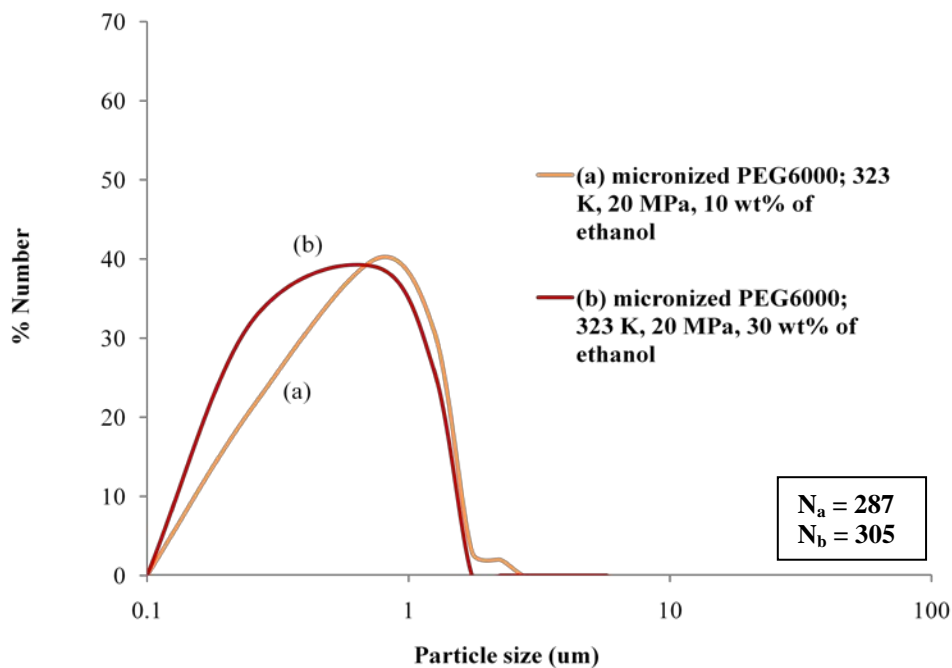 70
60
50
40
30
20
10
0
% Number
(b)
(a)
(a) micronized PEG6000; 323
K, 20 MPa, 10 wt% of
ethanol
(b) micronized PEG6000;
323 K, 20 MPa, 30 wt% of
ethanol
Nₐ = 287
N_b = 305
0.1
1
10
100
Particle size (um)